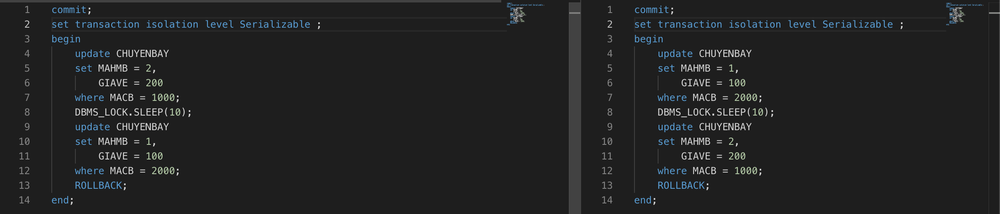 1 commit;
2 set transaction isolation level Serializable ;
3 begin
4 update CHUYENBAY
5 set MAHMB = 2,
6 GIAVE = 200
7 where MACB = 1000;
8 DBMS_LOCK.SLEEP(10);
9 update CHUYENBAY
10 set MAHMB = 1,
11 GIAVE = 100
12 where MACB = 2000;
13 ROLLBACK;
14 end;
1 commit;
2 set transaction isolation level Serializable ;
3 begin
4 update CHUYENBAY
5 set MAHMB = 1,
6 GIAVE = 100
7 where MACB = 2000;
8 DBMS_LOCK.SLEEP(10);
9 update CHUYENBAY
10 set MAHMB = 2,
11 GIAVE = 200
12 where MACB = 1000;
13 ROLLBACK;
14 end;